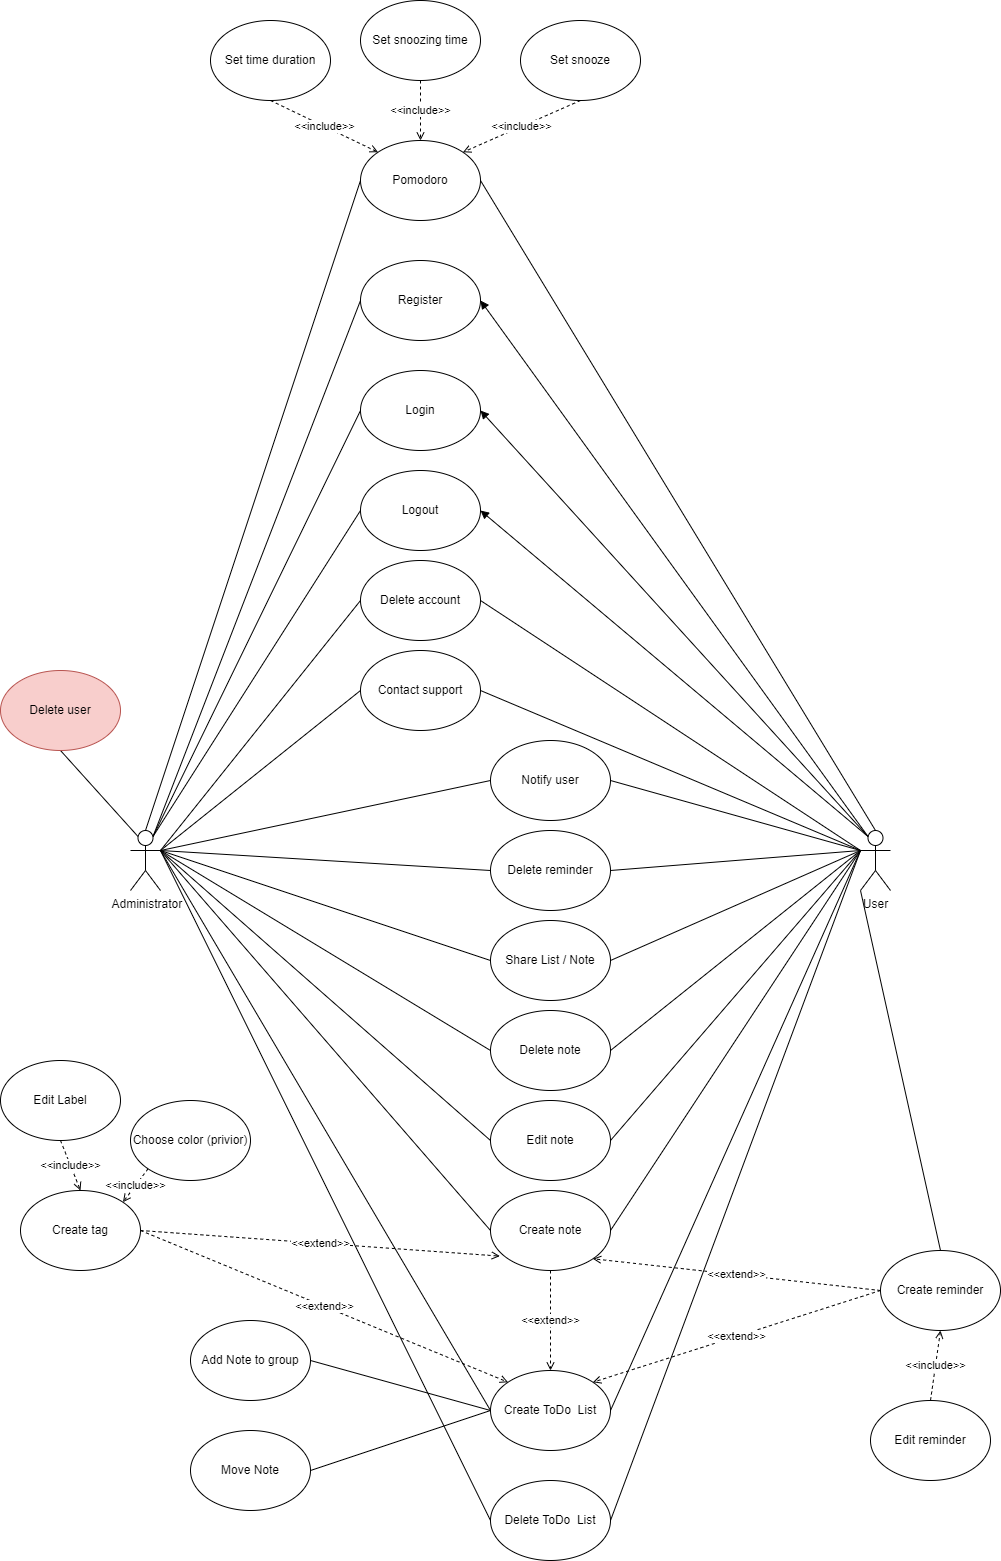 Set snoozing time
Set time duration
Set snooze
<<include>>
<<include>>
<<include>>
Pomodoro
Register
Login
Logout
Delete account
Contact support
Delete user
Notify user
Delete reminder
Administrator
User
Share List / Note
Delete note
Edit Label
Choose color (privior)
Edit note
<<include>>
<<include>>
Create tag
Create note
<<extend>>
<<extend>>
Create reminder
<<extend>>
<<extend>>
<<extend>>
Add Note to group
<<include>>
Create ToDo  List
Edit reminder
Move Note
Delete ToDo  List